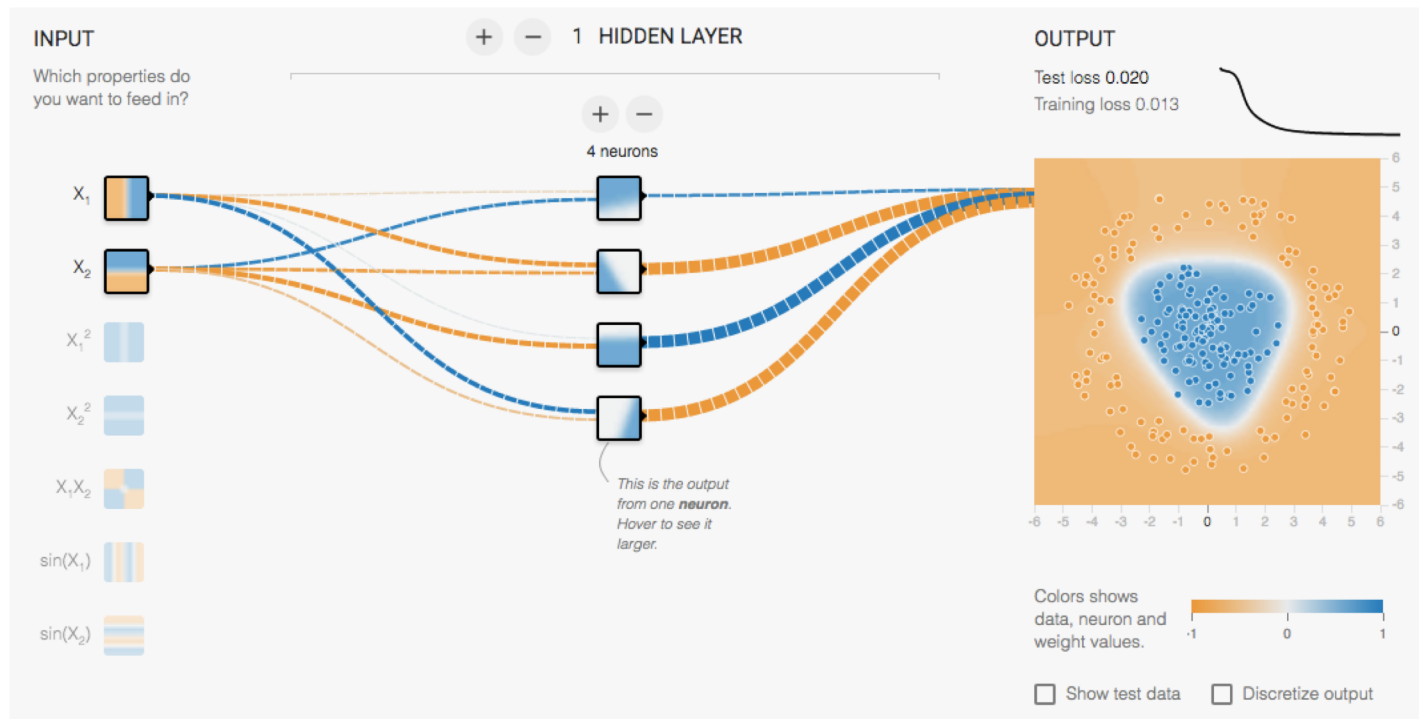 INPUT
Which properties do
you want to feed in?
+ − 1 HIDDEN LAYER
+ −
4 neurons
OUTPUT
Test loss 0.020
Training loss 0.013
X₁
X₂
X₁²
X₂²
X₁X₂
sin(X₁)
sin(X₂)
This is the output
from one neuron.
Hover to see it
larger.
6
5
4
3
2
1
0
-1
-2
-3
-4
-5
-6
-6 -5 -4 -3 -2 -1 0 1 2 3 4 5 6
Colors shows
data, neuron and
weight values.
-1 0 1
Show test data
Discretize output